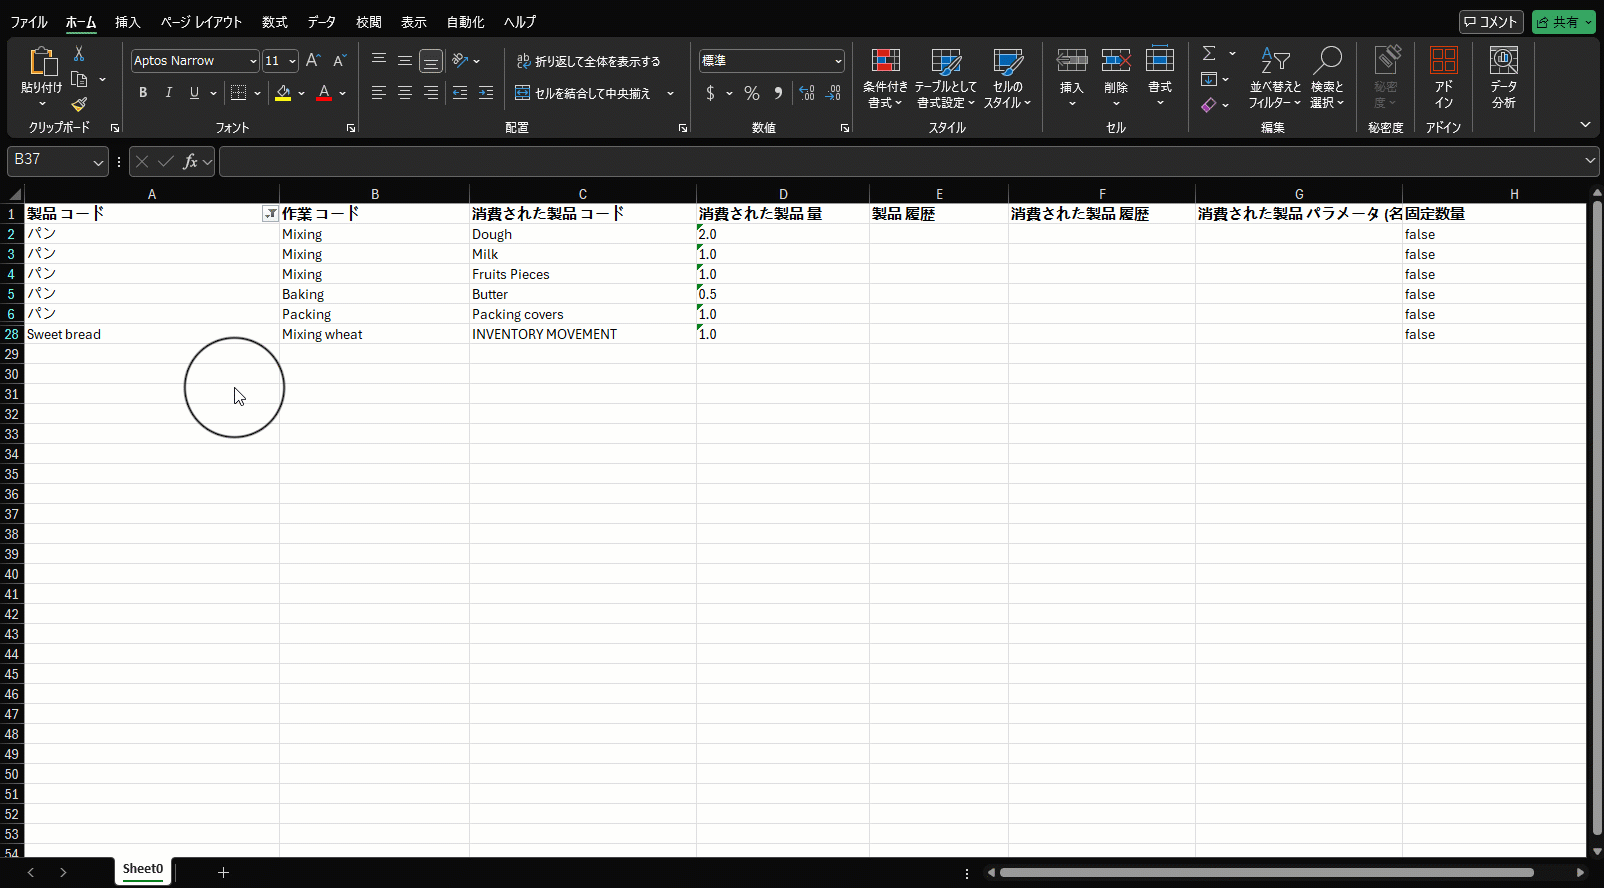 ファイル ホーム 挿入 ページ レイアウト 数式 データ 校閲 表示 自動化 ヘルプ コメント 共有
貼り付け
クリップボード
Aptos Narrow 11 A A
B I U A
フォント
ab 折り返して全体を表示する
セルを結合して中央揃え
配置
標準
$ % 9 .00 .00
数値
条件付き書式
テーブルとして書式設定
セルのスタイル
スタイル
挿入 削除 書式
セル
並べ替えとフィルター
検索と選択
編集
秘密度
秘密度
アドイン
アドイン
データ分析
B37 fx
A B C D E F G H
1 製品 コード 作業 コード 消費された製品 コード 消費された製品 量 製品 履歴 消費された製品 履歴 消費された製品 パラメータ (名 固定数量
2 パン Mixing Dough 2.0 false
3 パン Mixing Milk 1.0 false
4 パン Mixing Fruits Pieces 1.0 false
5 パン Baking Butter 0.5 false
6 パン Packing Packing covers 1.0 false
28 Sweet bread Mixing wheat INVENTORY MOVEMENT 1.0 false
29
30
31
32
33
34
35
36
37
38
39
40
41
42
43
44
45
46
47
48
49
50
51
52
53
54
Sheet0